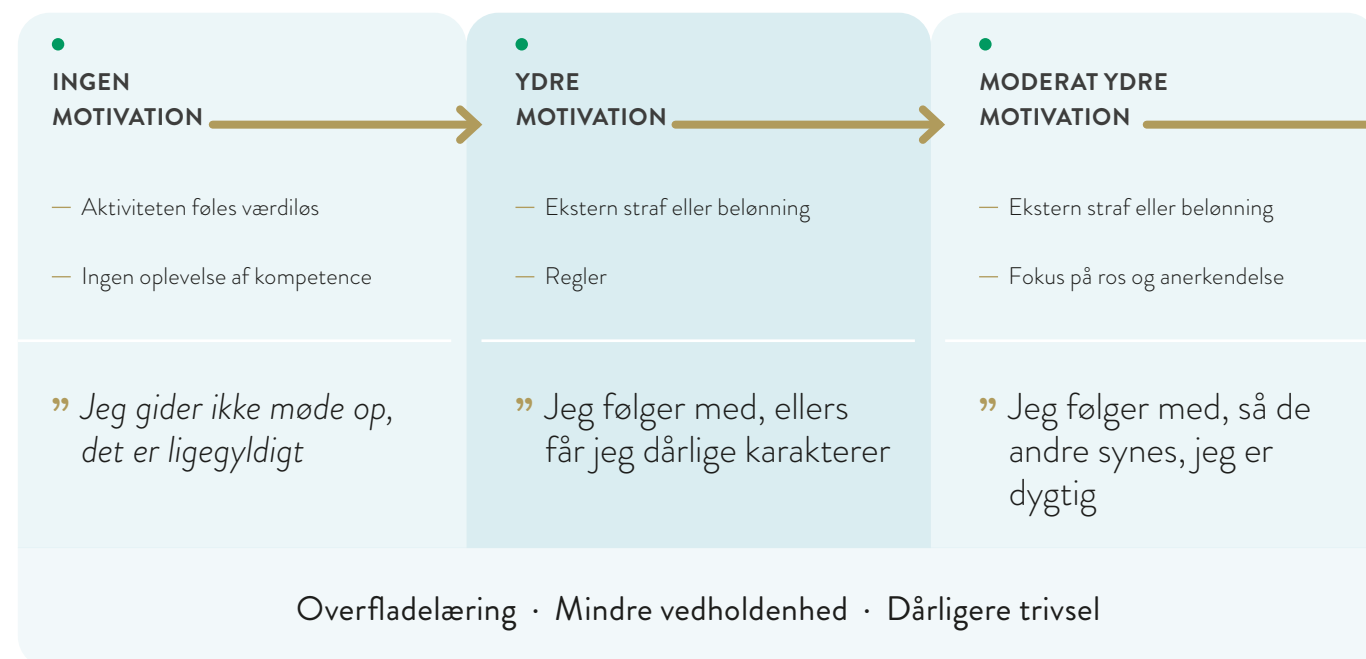 INGEN
MOTIVATION
— Aktiviteten føles værdiløs
— Ingen oplevelse af kompetence
” Jeg gider ikke møde op,
det er ligegyldigt
YDRE
MOTIVATION
— Ekstern straf eller belønning
— Regler
” Jeg følger med, ellers
får jeg dårlige karakterer
MODERAT YDRE
MOTIVATION
— Ekstern straf eller belønning
— Fokus på ros og anerkendelse
” Jeg følger med, så de
andre synes, jeg er
dygtig
Overfladelæring · Mindre vedholdenhed · Dårligere trivsel